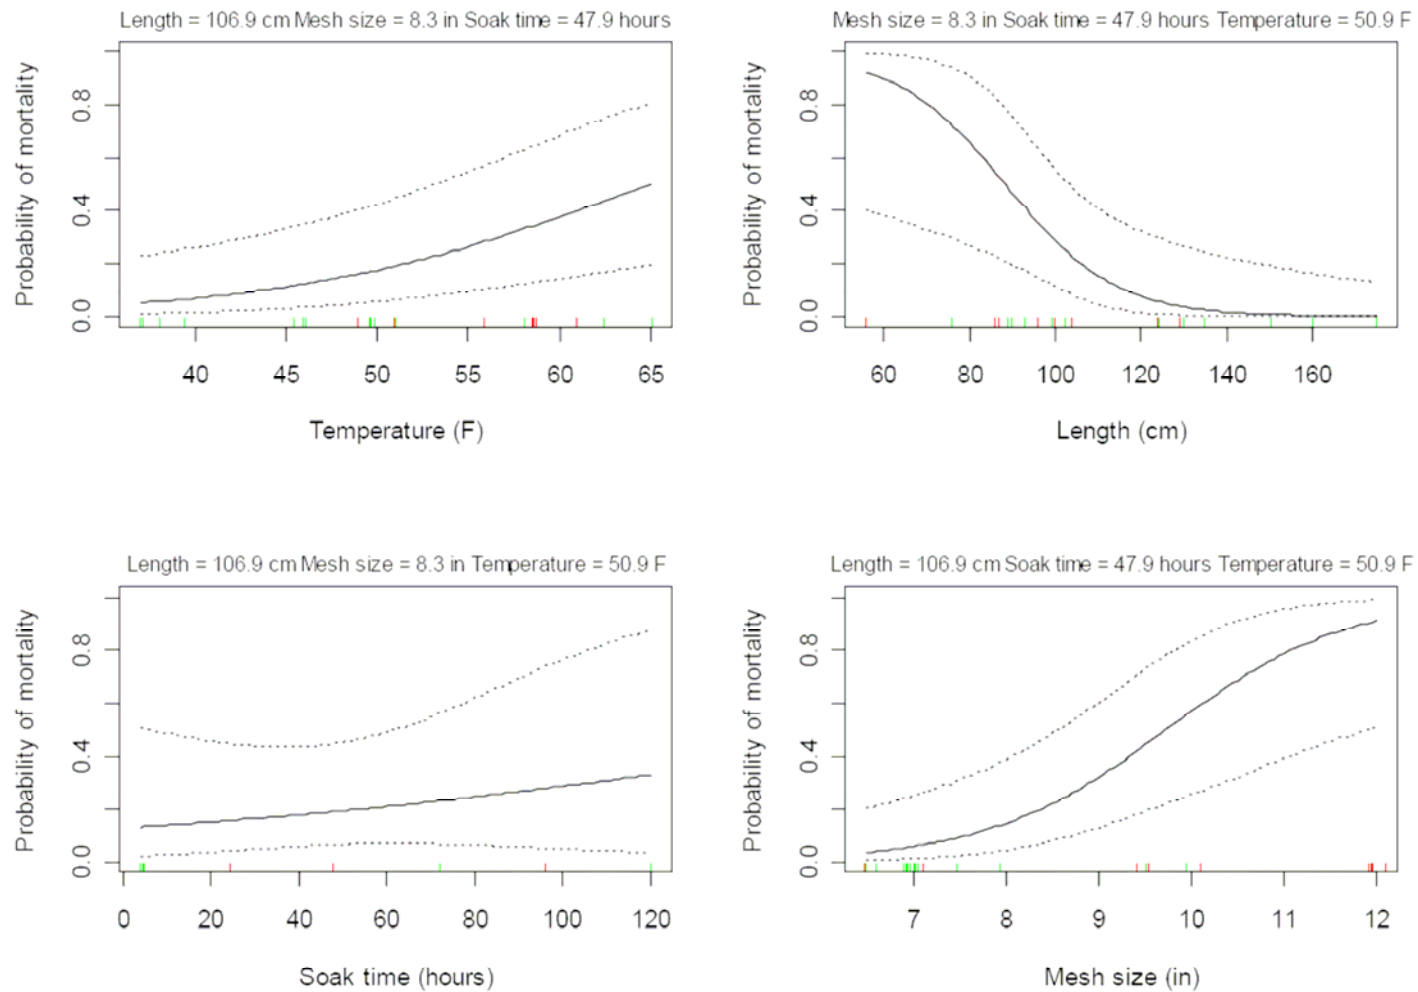 Length = 106.9 cm Mesh size = 8.3 in Soak time = 47.9 hours
Probability of mortality
0.8
0.4
0.0
40 45 50 55 60 65
Temperature (F)
Mesh size = 8.3 in Soak time = 47.9 hours Temperature = 50.9 F
Probability of mortality
0.8
0.4
0.0
60 80 100 120 140 160
Length (cm)
Length = 106.9 cm Mesh size = 8.3 in Temperature = 50.9 F
Probability of mortality
0.8
0.4
0.0
0 20 40 60 80 100 120
Soak time (hours)
Length = 106.9 cm Soak time = 47.9 hours Temperature = 50.9 F
Probability of mortality
0.8
0.4
0.0
7 8 9 10 11 12
Mesh size (in)